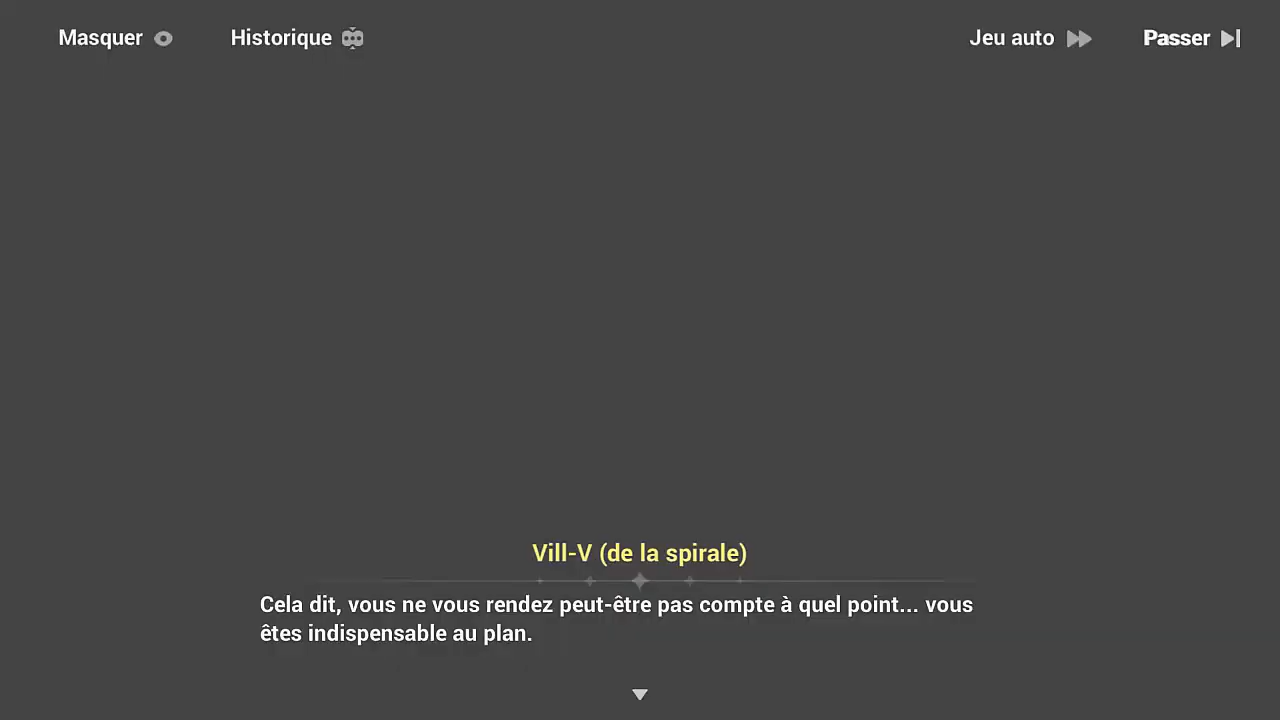 Masquer
Historique
Jeu auto
Passer
Vill-V (de la spirale)
Cela dit, vous ne vous rendez peut-être pas compte à quel point... vous
êtes indispensable au plan.